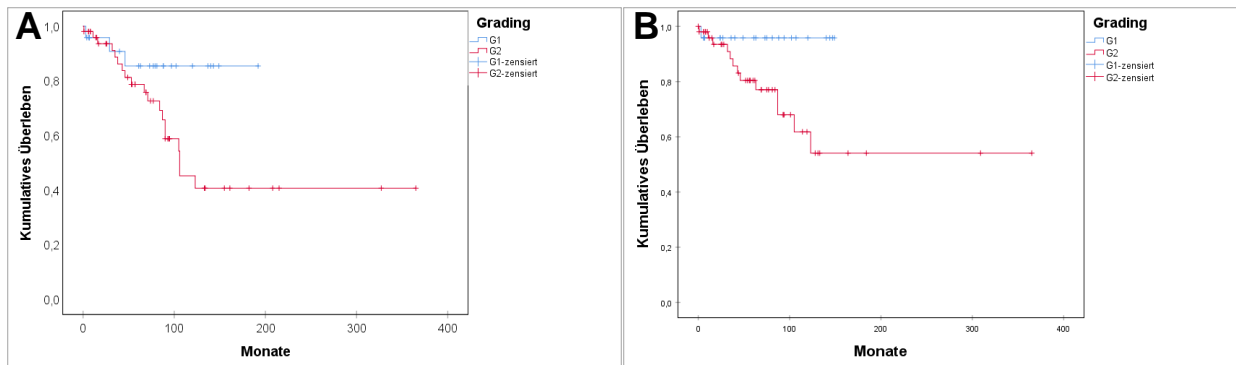 A
Kumulatives Überleben
1,0
0,8
0,6
0,4
0,2
0,0
0
100
200
300
400
Monate
Grading
G1
G2
G1-zensiert
G2-zensiert
B
Kumulatives Überleben
1,0
0,8
0,6
0,4
0,2
0,0
0
100
200
300
400
Monate
Grading
G1
G2
G1-zensiert
G2-zensiert